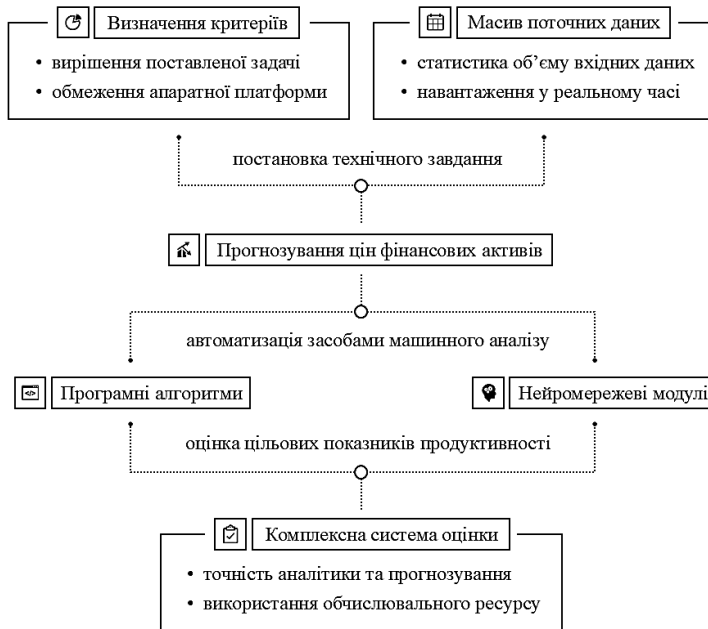 Визначення критеріїв
• вирішення поставленої задачі
• обмеження апаратної платформи
Масив поточних даних
• статистика об’єму вхідних даних
• навантаження у реальному часі
постановка технічного завдання
Прогнозування цін фінансових активів
автоматизація засобами машинного аналізу
Програмні алгоритми
Нейромережеві модулі
оцінка цільових показників продуктивності
Комплексна система оцінки
• точність аналітики та прогнозування
• використання обчислювального ресурсу